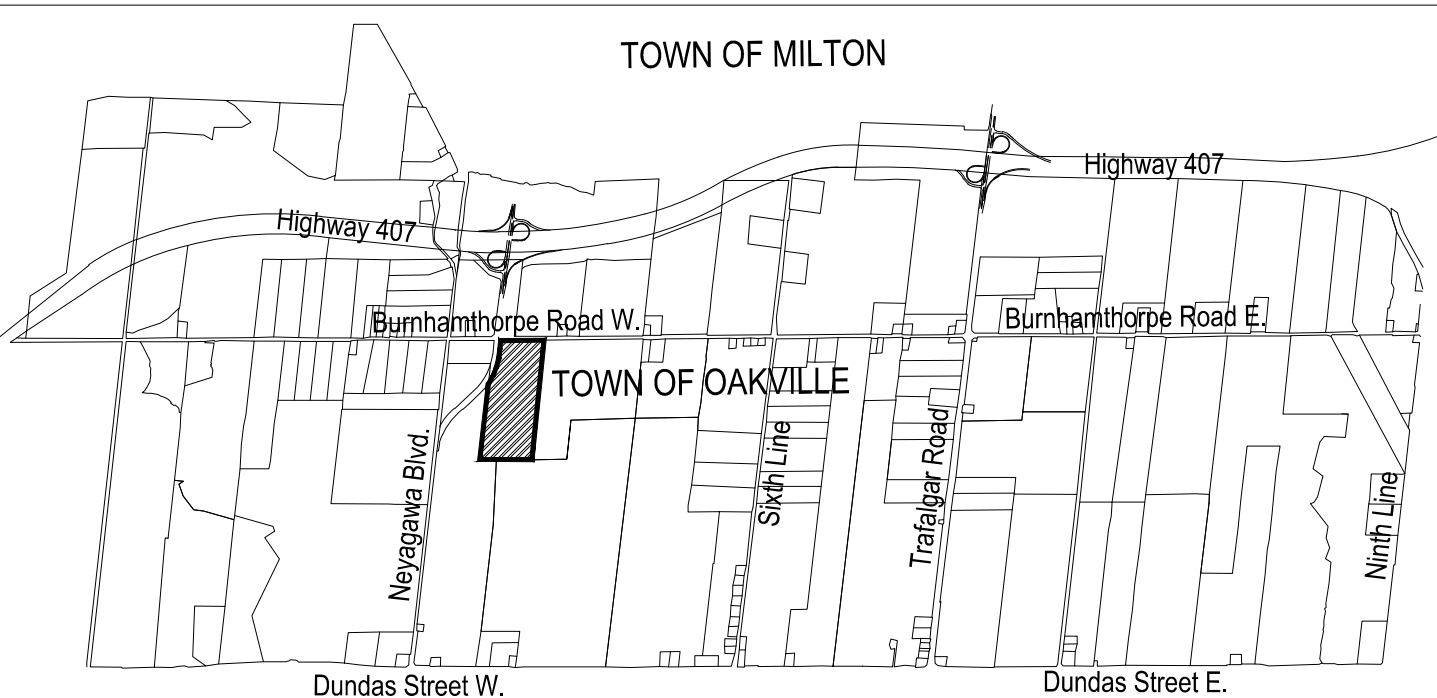 TOWN OF MILTON
Highway 407
Highway 407
Burnhamthorpe Road W.
Burnhamthorpe Road E.
TOWN OF OAKVILLE
Neyagawa Blvd.
Sixth Line
Trafalgar Road
Ninth Line
Dundas Street W.
Dundas Street E.